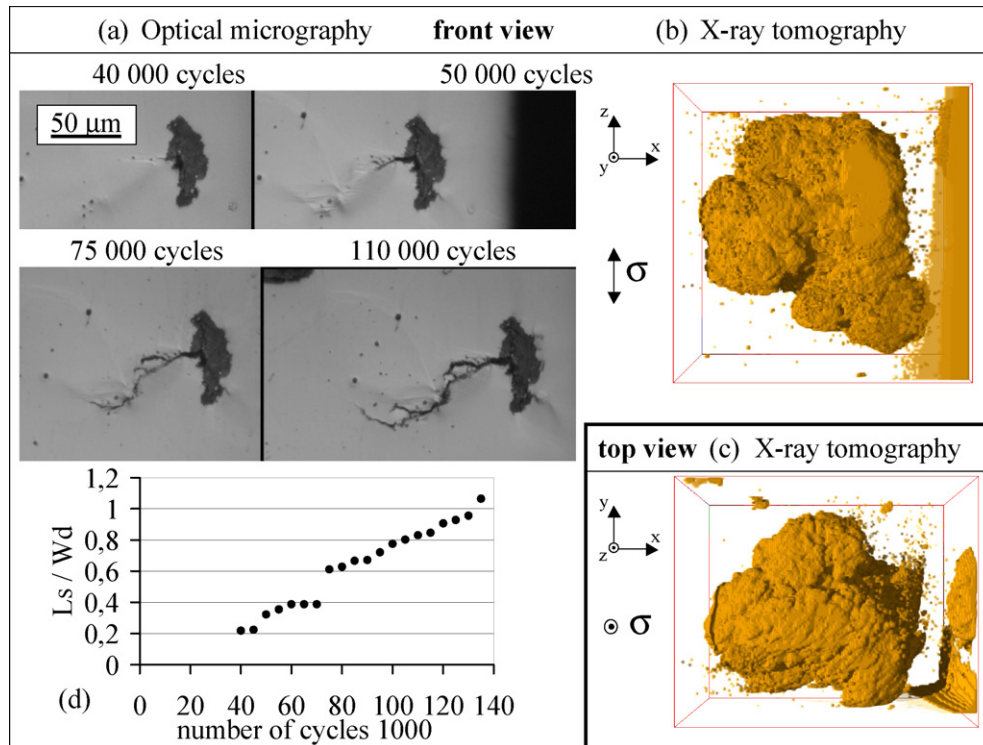 (a) Optical micrography front view (b) X-ray tomography
40 000 cycles 50 000 cycles
50 µm
z
y x
σ
75 000 cycles 110 000 cycles
top view (c) X-ray tomography
y
z x
σ
1,2
1
0,8
0,6
0,4
0,2
0
Ls / Wd
0 20 40 60 80 100 120 140
(d) number of cycles 1000